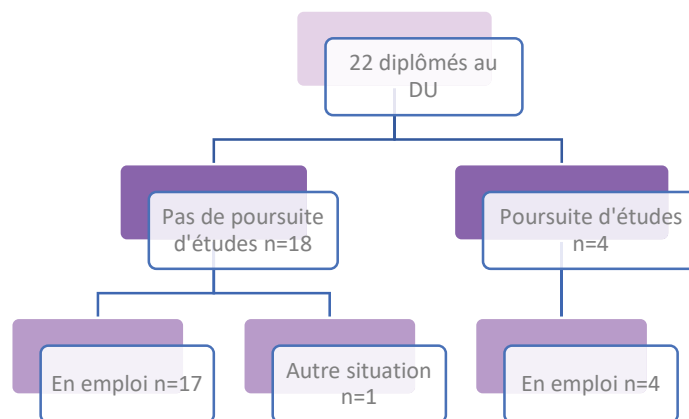 22 diplômés au
DU
Pas de poursuite
d'études n=18
Poursuite d'études
n=4
En emploi n=17
Autre situation
n=1
En emploi n=4